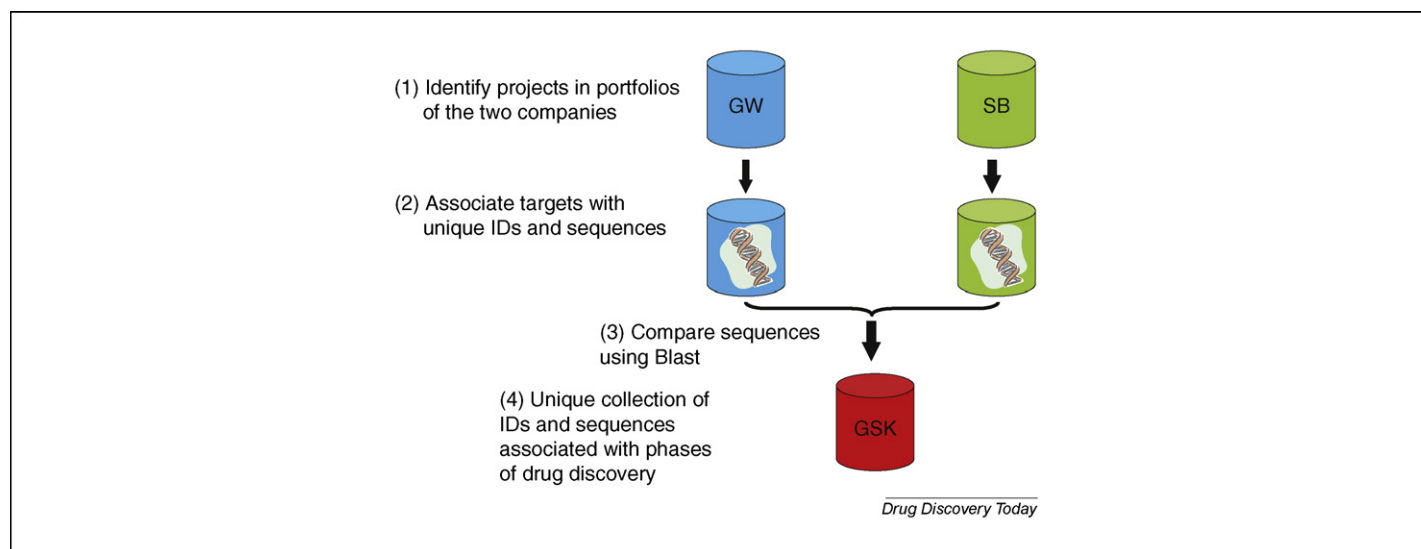 (1) Identify projects in portfolios
of the two companies
GW
SB
(2) Associate targets with
unique IDs and sequences
(3) Compare sequences
using Blast
(4) Unique collection of
IDs and sequences
associated with phases
of drug discovery
GSK
Drug Discovery Today